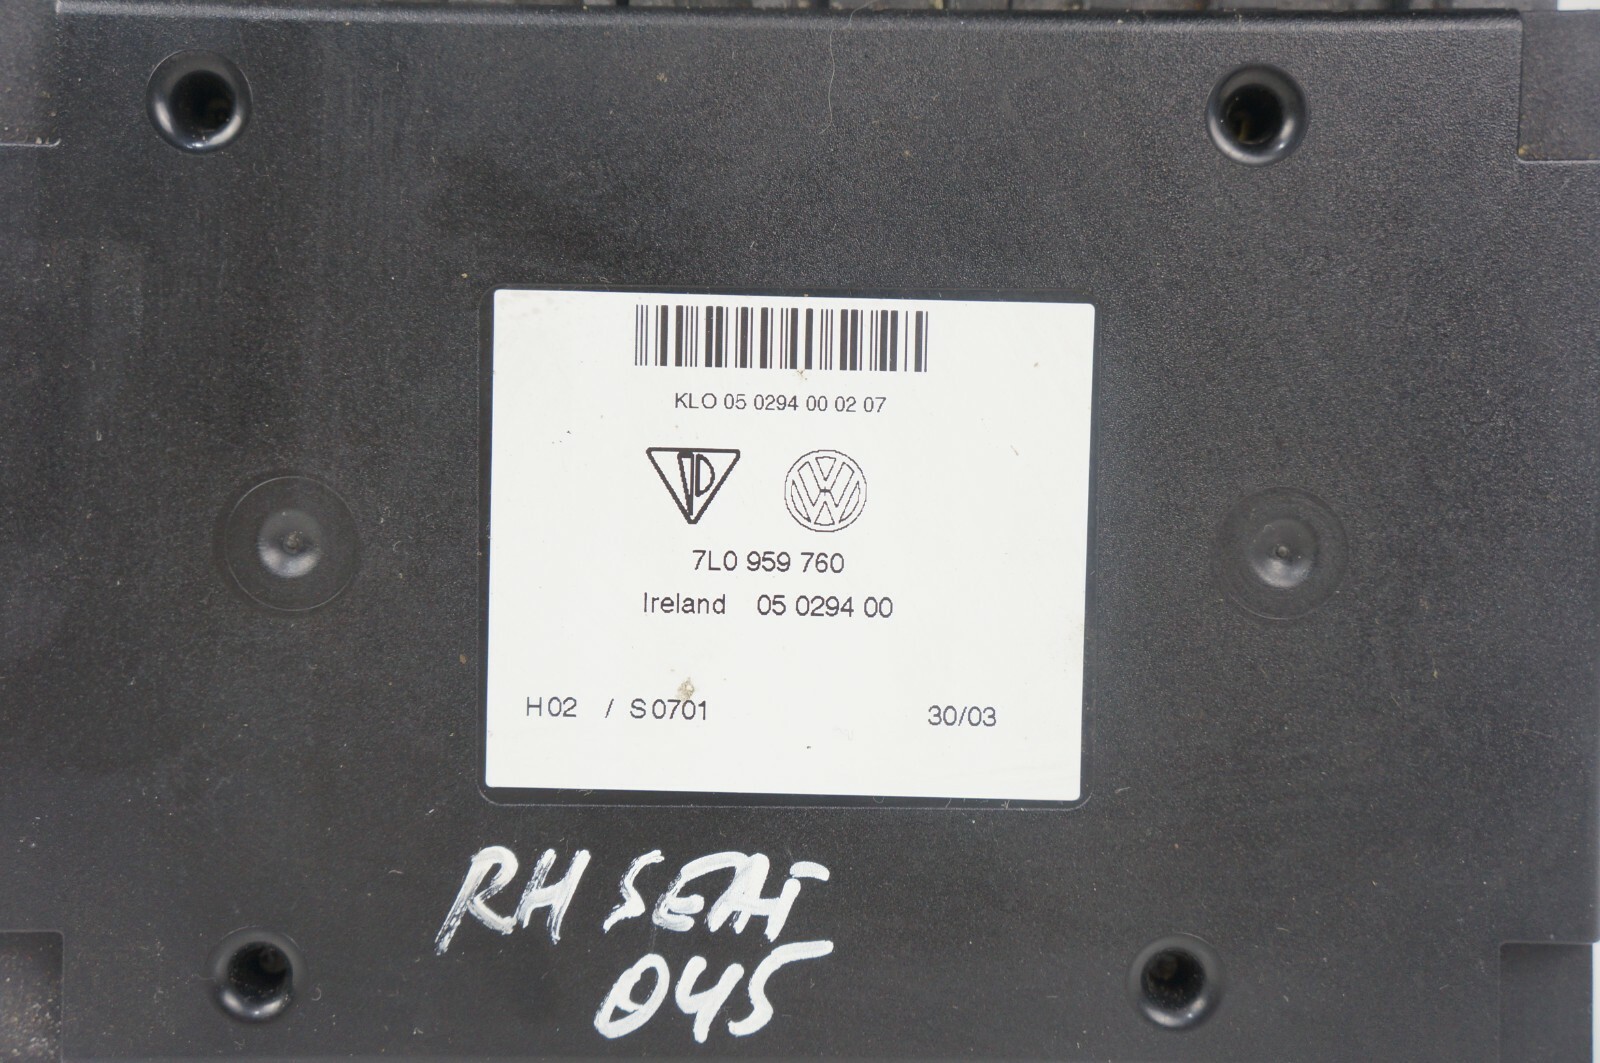 KLO 05 0294 00 0 02 07
7L0 959 760
Ireland 05 0294 00
H02 / S0701 30/03
RH SEAT
045